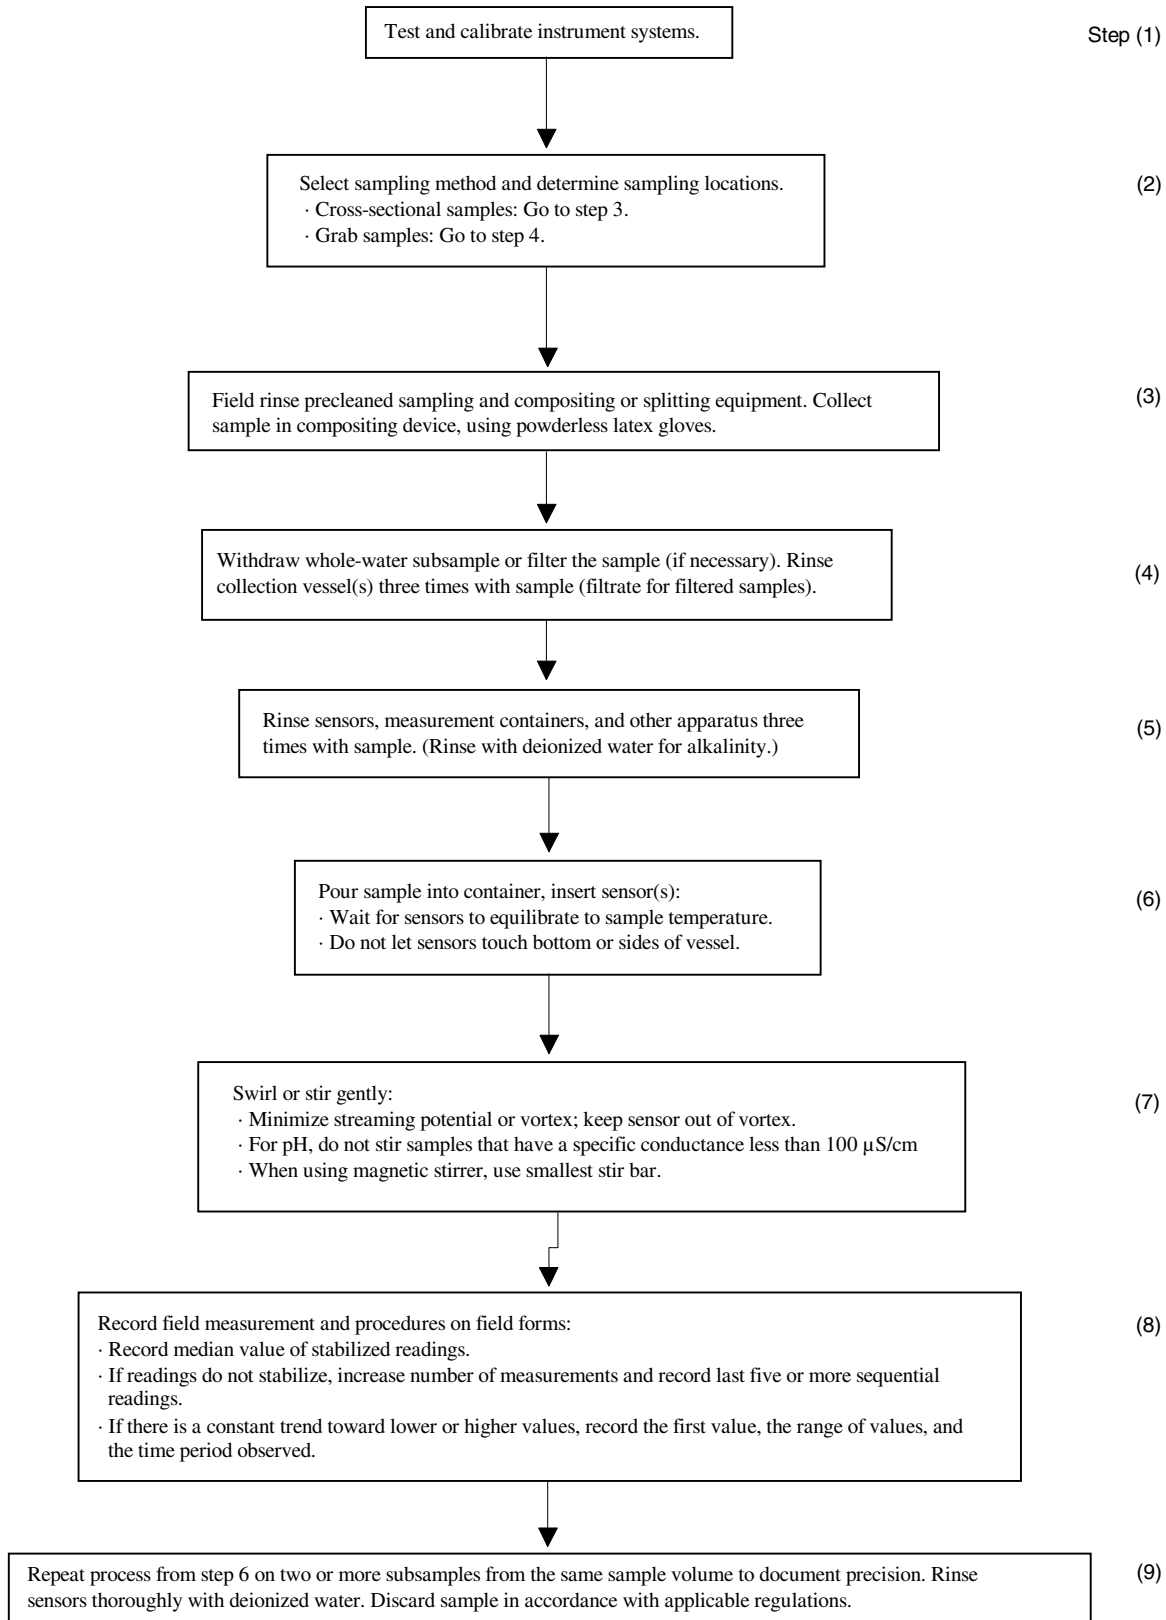 Test and calibrate instrument systems.
Step (1)
Select sampling method and determine sampling locations.
· Cross-sectional samples: Go to step 3.
· Grab samples: Go to step 4.
(2)
Field rinse precleaned sampling and compositing or splitting equipment. Collect
sample in compositing device, using powderless latex gloves.
(3)
Withdraw whole-water subsample or filter the sample (if necessary). Rinse
collection vessel(s) three times with sample (filtrate for filtered samples).
(4)
Rinse sensors, measurement containers, and other apparatus three
times with sample. (Rinse with deionized water for alkalinity.)
(5)
Pour sample into container, insert sensor(s):
· Wait for sensors to equilibrate to sample temperature.
· Do not let sensors touch bottom or sides of vessel.
(6)
Swirl or stir gently:
· Minimize streaming potential or vortex; keep sensor out of vortex.
· For pH, do not stir samples that have a specific conductance less than 100 µS/cm
· When using magnetic stirrer, use smallest stir bar.
(7)
Record field measurement and procedures on field forms:
· Record median value of stabilized readings.
· If readings do not stabilize, increase number of measurements and record last five or more sequential
readings.
· If there is a constant trend toward lower or higher values, record the first value, the range of values, and
the time period observed.
(8)
Repeat process from step 6 on two or more subsamples from the same sample volume to document precision. Rinse
sensors thoroughly with deionized water. Discard sample in accordance with applicable regulations.
(9)